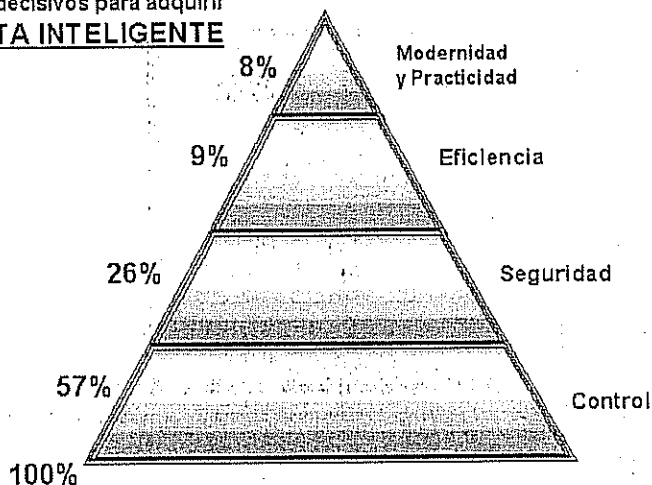 decisivos para adquirir
TA INTELIGENTE
8%
Modernidad
y Practicidad
9%
Eficiencia
26%
Seguridad
57%
Control
100%